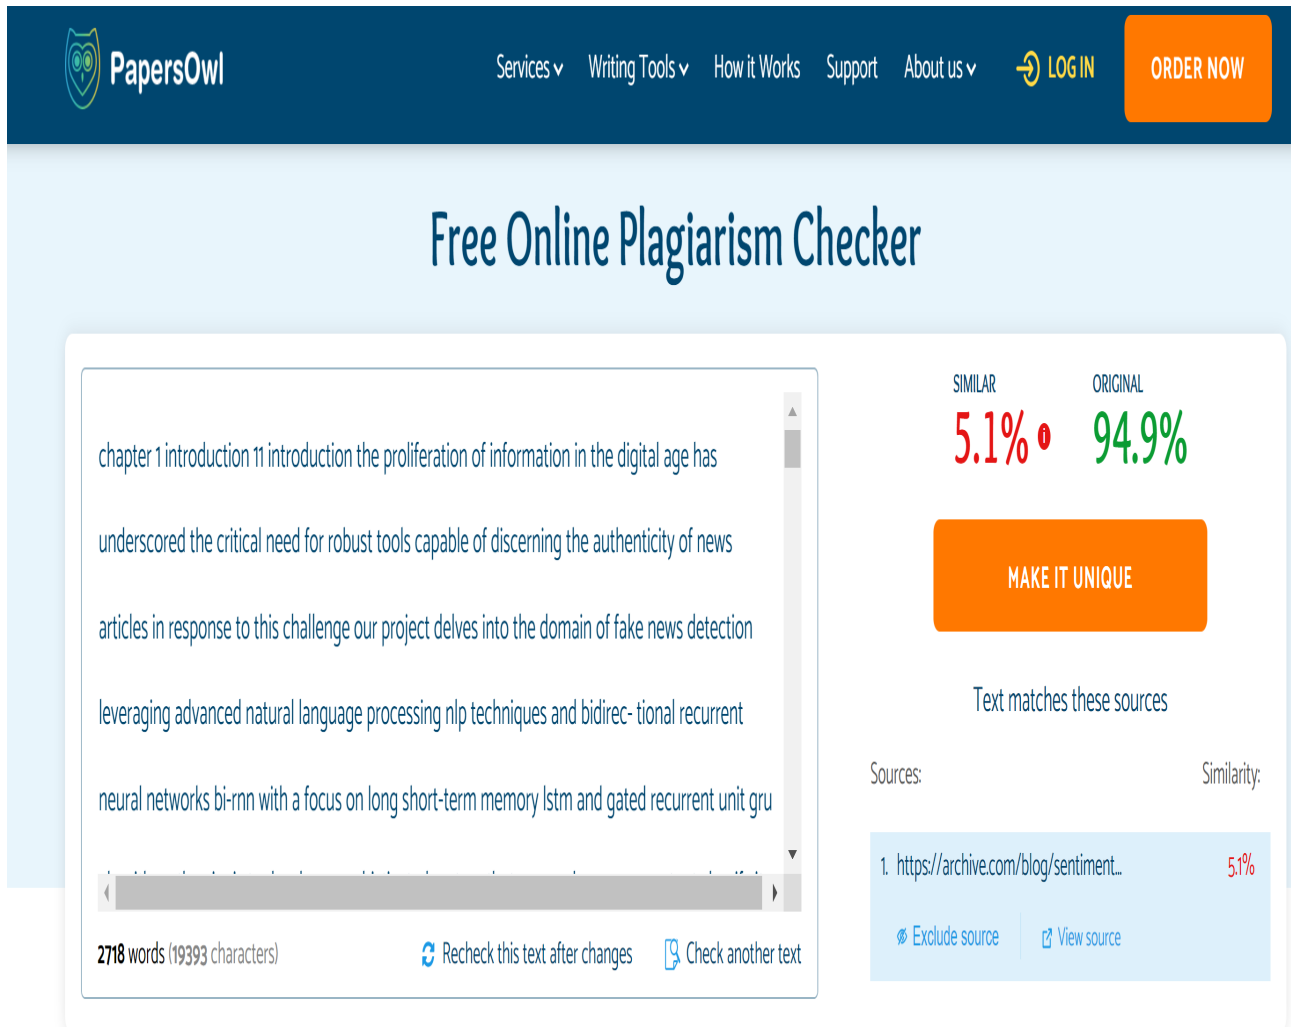 PapersOwl
Services Writing Tools How it Works Support About us LOG IN ORDER NOW
Free Online Plagiarism Checker
chapter 1 introduction 11 introduction the proliferation of information in the digital age has
underscored the critical need for robust tools capable of discerning the authenticity of news
articles in response to this challenge our project delves into the domain of fake news detection
leveraging advanced natural language processing nlp techniques and bidirec- tional recurrent
neural networks bi-rnn with a focus on long short-term memory lstm and gated recurrent unit gru
2718 words (19393 characters)
Recheck this text after changes
Check another text
SIMILAR ORIGINAL
5.1% 94.9%
MAKE IT UNIQUE
Text matches these sources
Sources: Similarity:
1. https://archive.com/blog/sentiment... 5.1%
Exclude source View source